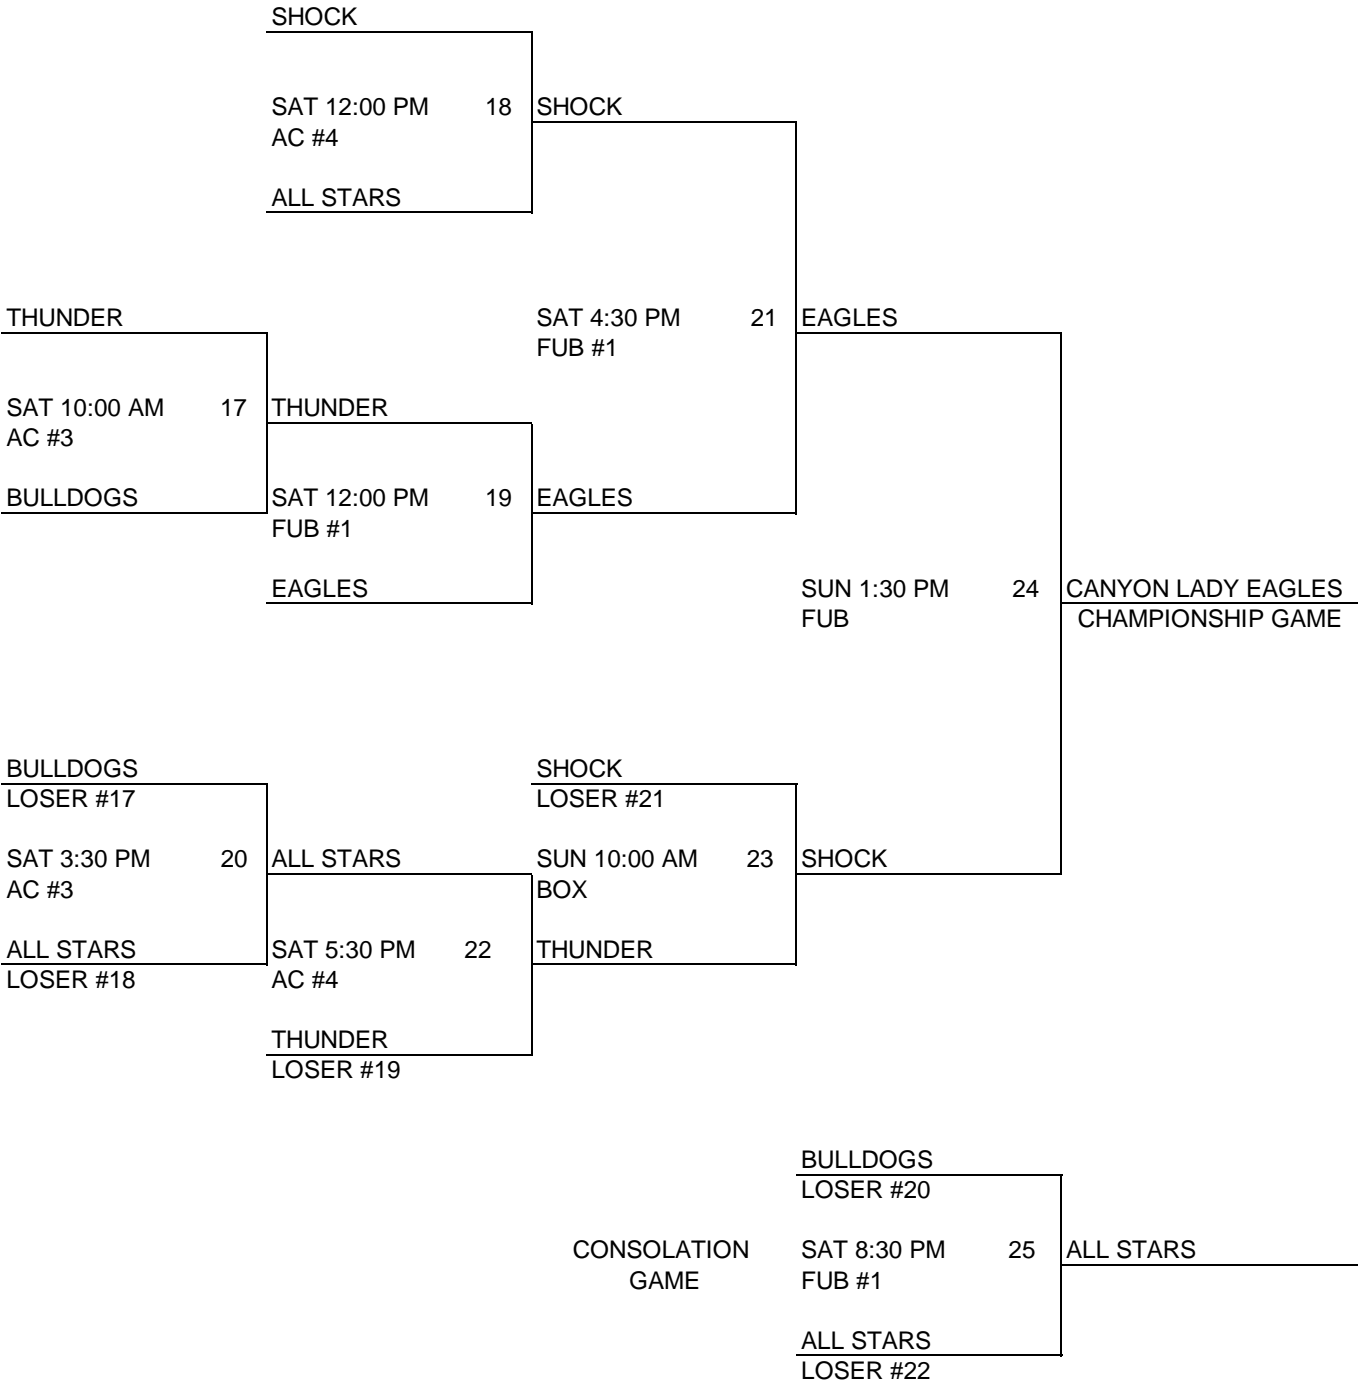 SHOCK
SAT 12:00 PM 18 SHOCK
AC #4
ALL STARS
THUNDER SAT 4:30 PM 21 EAGLES
FUB #1
SAT 10:00 AM 17 THUNDER
AC #3
BULLDOGS SAT 12:00 PM 19 EAGLES
FUB #1
EAGLES SUN 1:30 PM 24 CANYON LADY EAGLES
FUB CHAMPIONSHIP GAME
BULLDOGS SHOCK
LOSER #17 LOSER #21
SAT 3:30 PM 20 ALL STARS SUN 10:00 AM 23 SHOCK
AC #3 BOX
ALL STARS SAT 5:30 PM 22 THUNDER
LOSER #18 AC #4
THUNDER
LOSER #19
BULLDOGS
LOSER #20
CONSOLATION SAT 8:30 PM 25 ALL STARS
GAME FUB #1
ALL STARS
LOSER #22